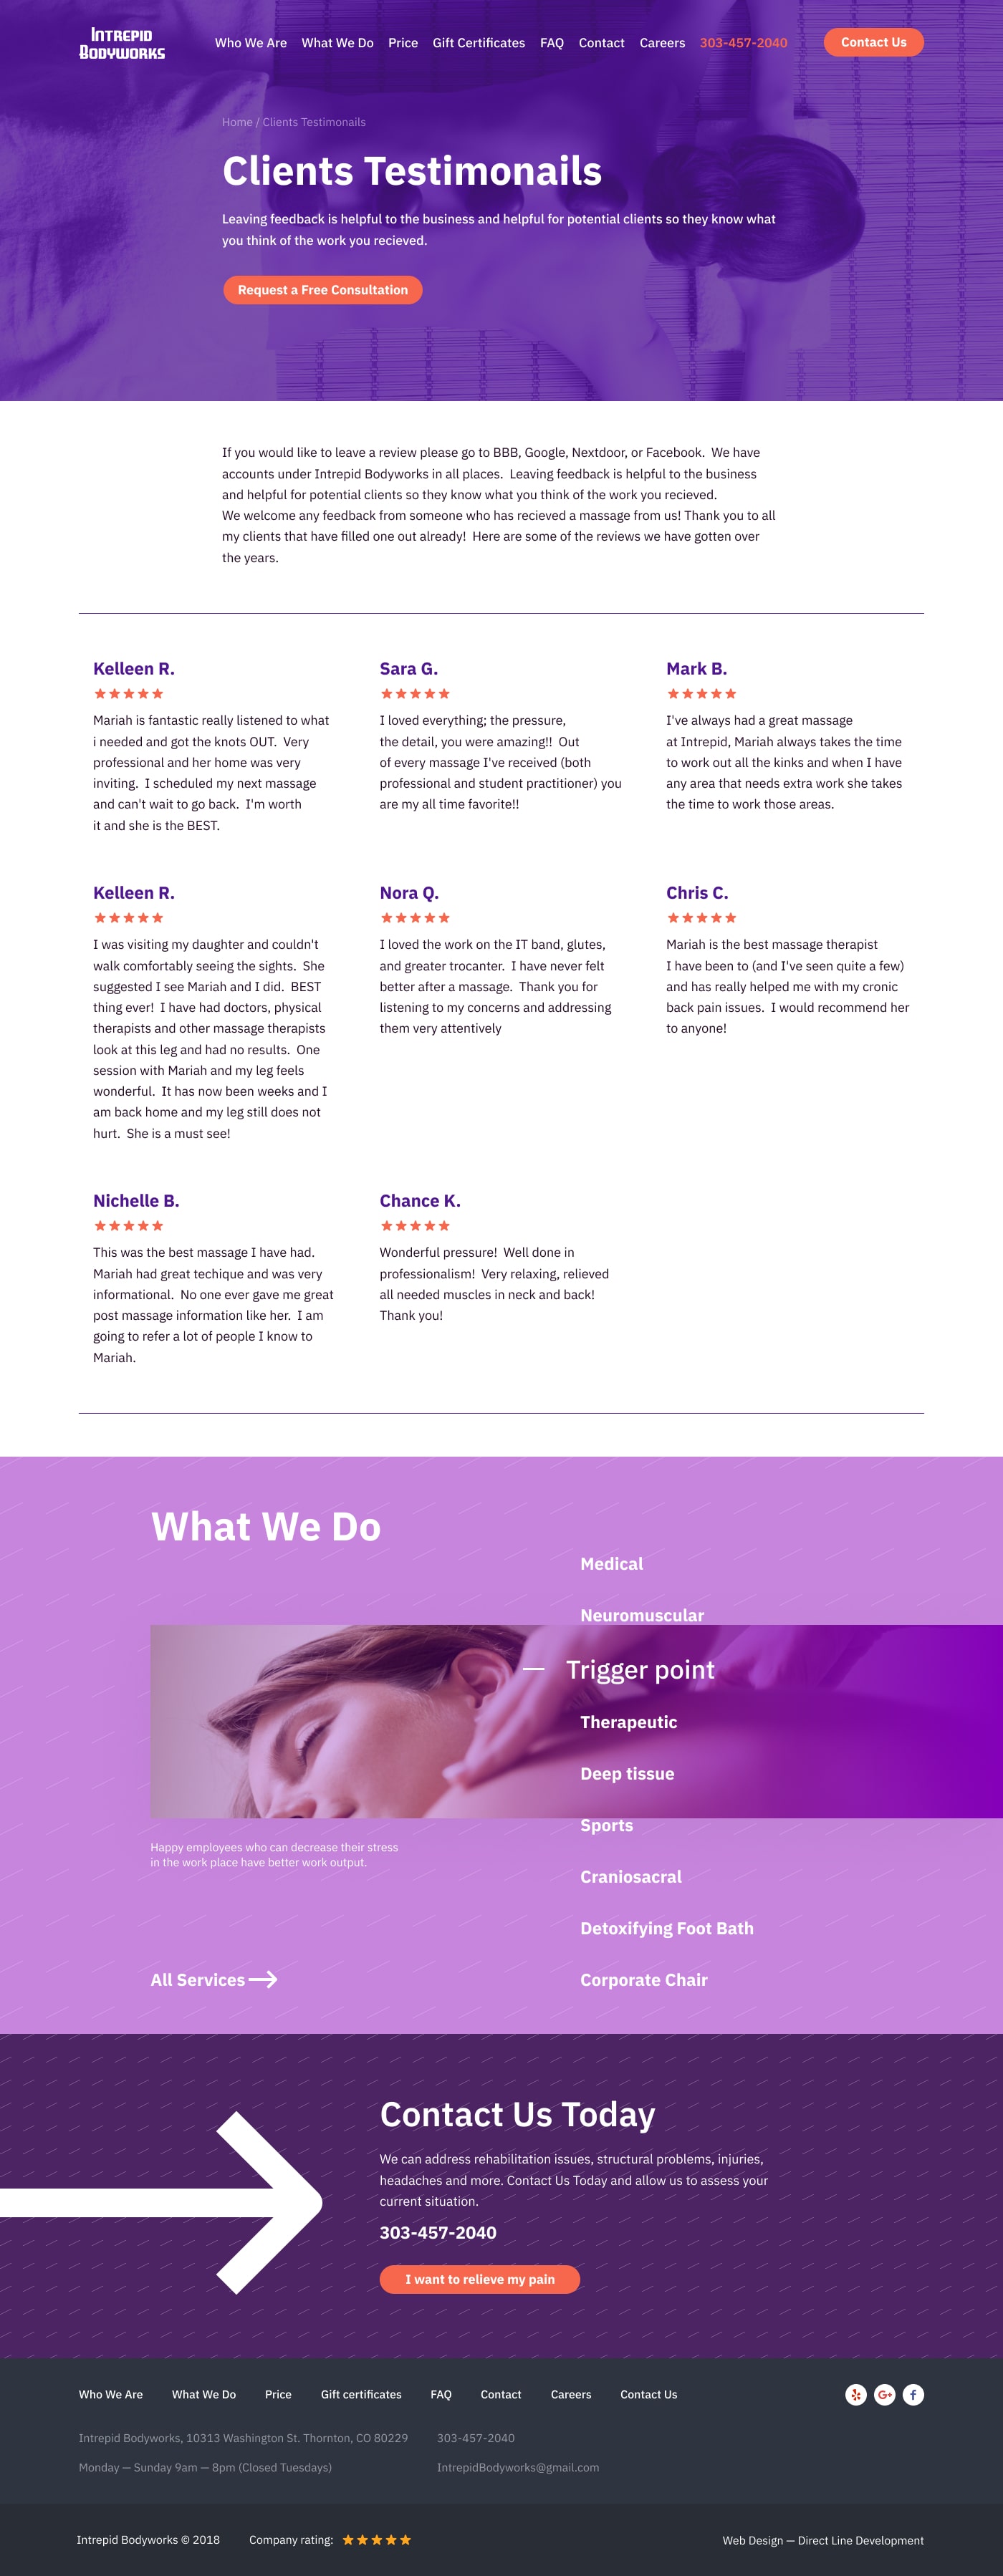 Intrepid
Bodyworks
Who We Are What We Do Price Gift Certificates FAQ Contact Careers 303-457-2040 Contact Us
Home / Clients Testimonails
Clients Testimonails
Leaving feedback is helpful to the business and helpful for potential clients so they know what
you think of the work you recieved.
Request a Free Consultation
If you would like to leave a review please go to BBB, Google, Nextdoor, or Facebook.  We have
accounts under Intrepid Bodyworks in all places.  Leaving feedback is helpful to the business
and helpful for potential clients so they know what you think of the work you recieved.
We welcome any feedback from someone who has recieved a massage from us! Thank you to all
my clients that have filled one out already!  Here are some of the reviews we have gotten over
the years.
Kelleen R.
Mariah is fantastic really listened to what
i needed and got the knots OUT.  Very
professional and her home was very
inviting.  I scheduled my next massage
and can't wait to go back.  I'm worth
it and she is the BEST.
Sara G.
I loved everything; the pressure,
the detail, you were amazing!!  Out
of every massage I've received (both
professional and student practitioner) you
are my all time favorite!!
Mark B.
I've always had a great massage
at Intrepid, Mariah always takes the time
to work out all the kinks and when I have
any area that needs extra work she takes
the time to work those areas.
Kelleen R.
I was visiting my daughter and couldn't
walk comfortably seeing the sights.  She
suggested I see Mariah and I did.  BEST
thing ever!  I have had doctors, physical
therapists and other massage therapists
look at this leg and had no results.  One
session with Mariah and my leg feels
wonderful.  It has now been weeks and I
am back home and my leg still does not
hurt.  She is a must see!
Nora Q.
I loved the work on the IT band, glutes,
and greater trocanter.  I have never felt
better after a massage.  Thank you for
listening to my concerns and addressing
them very attentively
Chris C.
Mariah is the best massage therapist
I have been to (and I've seen quite a few)
and has really helped me with my cronic
back pain issues.  I would recommend her
to anyone!
Nichelle B.
This was the best massage I have had.
Mariah had great techique and was very
informational.  No one ever gave me great
post massage information like her.  I am
going to refer a lot of people I know to
Mariah.
Chance K.
Wonderful pressure!  Well done in
professionalism!  Very relaxing, relieved
all needed muscles in neck and back!
Thank you!
What We Do
Medical
Neuromuscular
Trigger point
Therapeutic
Deep tissue
Sports
Craniosacral
Detoxifying Foot Bath
Corporate Chair
Happy employees who can decrease their stress
in the work place have better work output.
All Services
Contact Us Today
We can address rehabilitation issues, structural problems, injuries,
headaches and more. Contact Us Today and allow us to assess your
current situation.
303-457-2040
I want to relieve my pain
Who We Are What We Do Price Gift certificates FAQ Contact Careers Contact Us
G+ f
Intrepid Bodyworks, 10313 Washington St. Thornton, CO 80229 303-457-2040
Monday — Sunday 9am — 8pm (Closed Tuesdays) IntrepidBodyworks@gmail.com
Intrepid Bodyworks © 2018 Company rating: Web Design — Direct Line Development